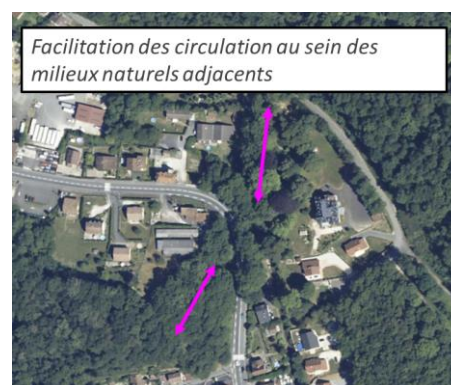 Facilitation des circulation au sein des
milieux naturels adjacents